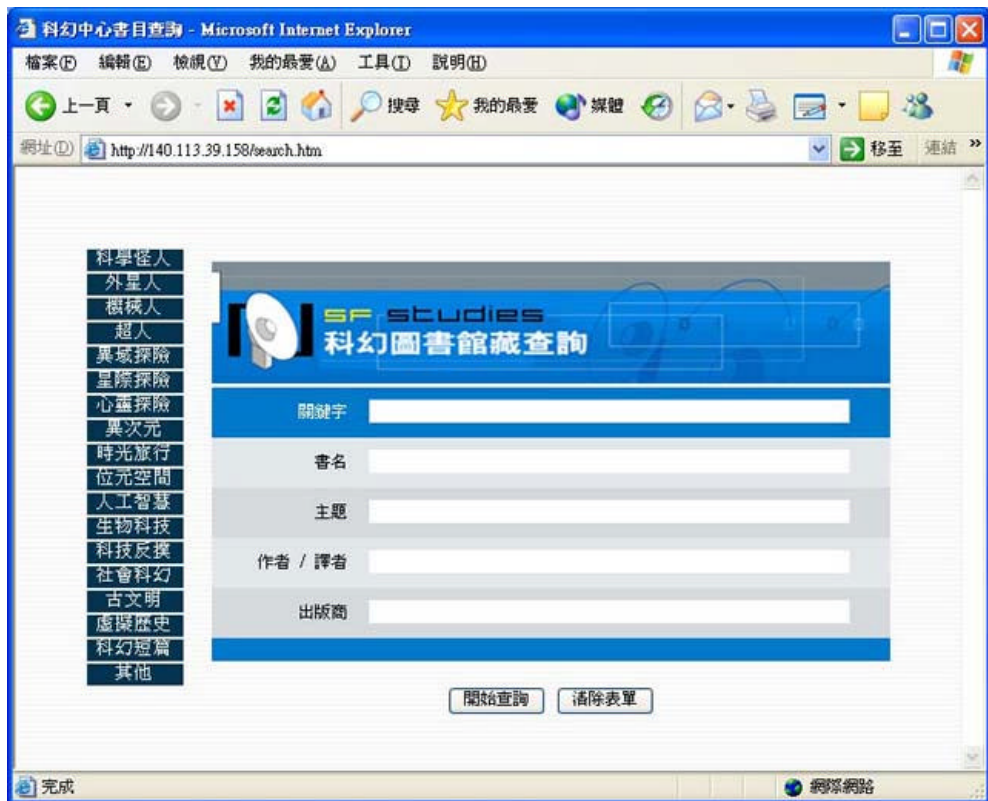 科幻中心書目查詢 - Microsoft Internet Explorer
檔案(F) 編輯(E) 檢視(V) 我的最愛(A) 工具(T) 說明(H)
上一頁 搜尋 我的最愛 媒體
網址(D) http://140.113.39.158/search.htm 移至 連結 »
科學怪人
外星人
機械人
超人
異域探險
星際探險
心靈探險
異次元
時光旅行
位元空間
人工智慧
生物科技
科技反撲
社會科幻
古文明
虛擬歷史
科幻短篇
其他
SF studies
科幻圖書館藏查詢
關鍵字
書名
主題
作者 / 譯者
出版商
開始查詢 清除表單
完成 網際網路